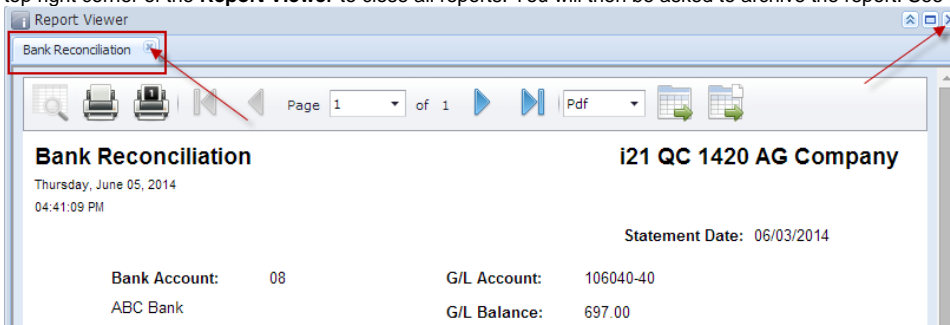 top right corner of the Report Viewer to close all reports. You will then be asked to archive the report. See
Report Viewer
Bank Reconciliation
1 Page 1 of 1 Pdf
Bank Reconciliation i21 QC 1420 AG Company
Thursday, June 05, 2014
04:41:09 PM
Statement Date: 06/03/2014
Bank Account: 08 G/L Account: 106040-40
ABC Bank G/L Balance: 697.00